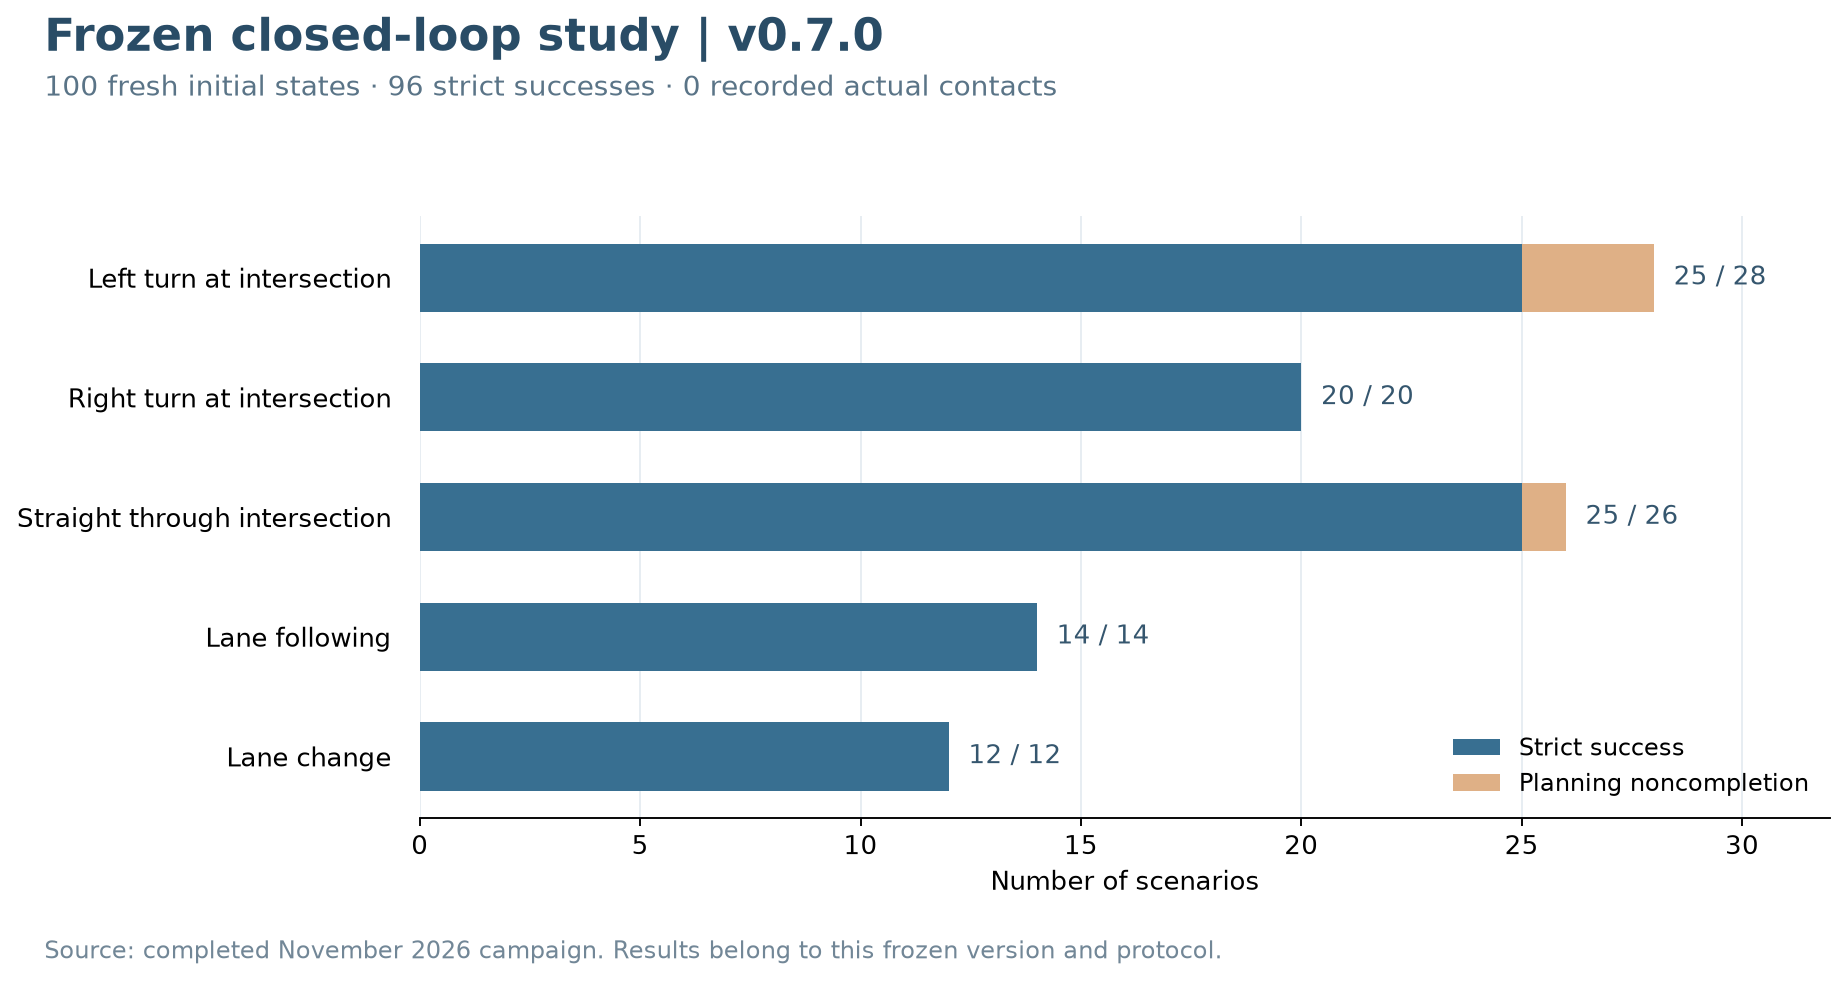 Frozen closed-loop study | v0.7.0
100 fresh initial states · 96 strict successes · 0 recorded actual contacts
Left turn at intersection
25 / 28
Right turn at intersection
20 / 20
Straight through intersection
25 / 26
Lane following
14 / 14
Lane change
12 / 12
Strict success
Planning noncompletion
0 5 10 15 20 25 30
Number of scenarios
Source: completed November 2026 campaign. Results belong to this frozen version and protocol.